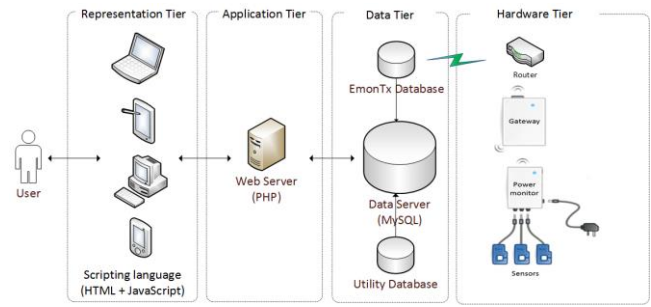 Representation Tier
Application Tier
Data Tier
Hardware Tier
Router
EmonTx Database
Gateway
User
Web Server
(PHP)
Power
monitor
Data Server
(MySQL)
Scripting language
(HTML + JavaScript)
Utility Database
Sensors